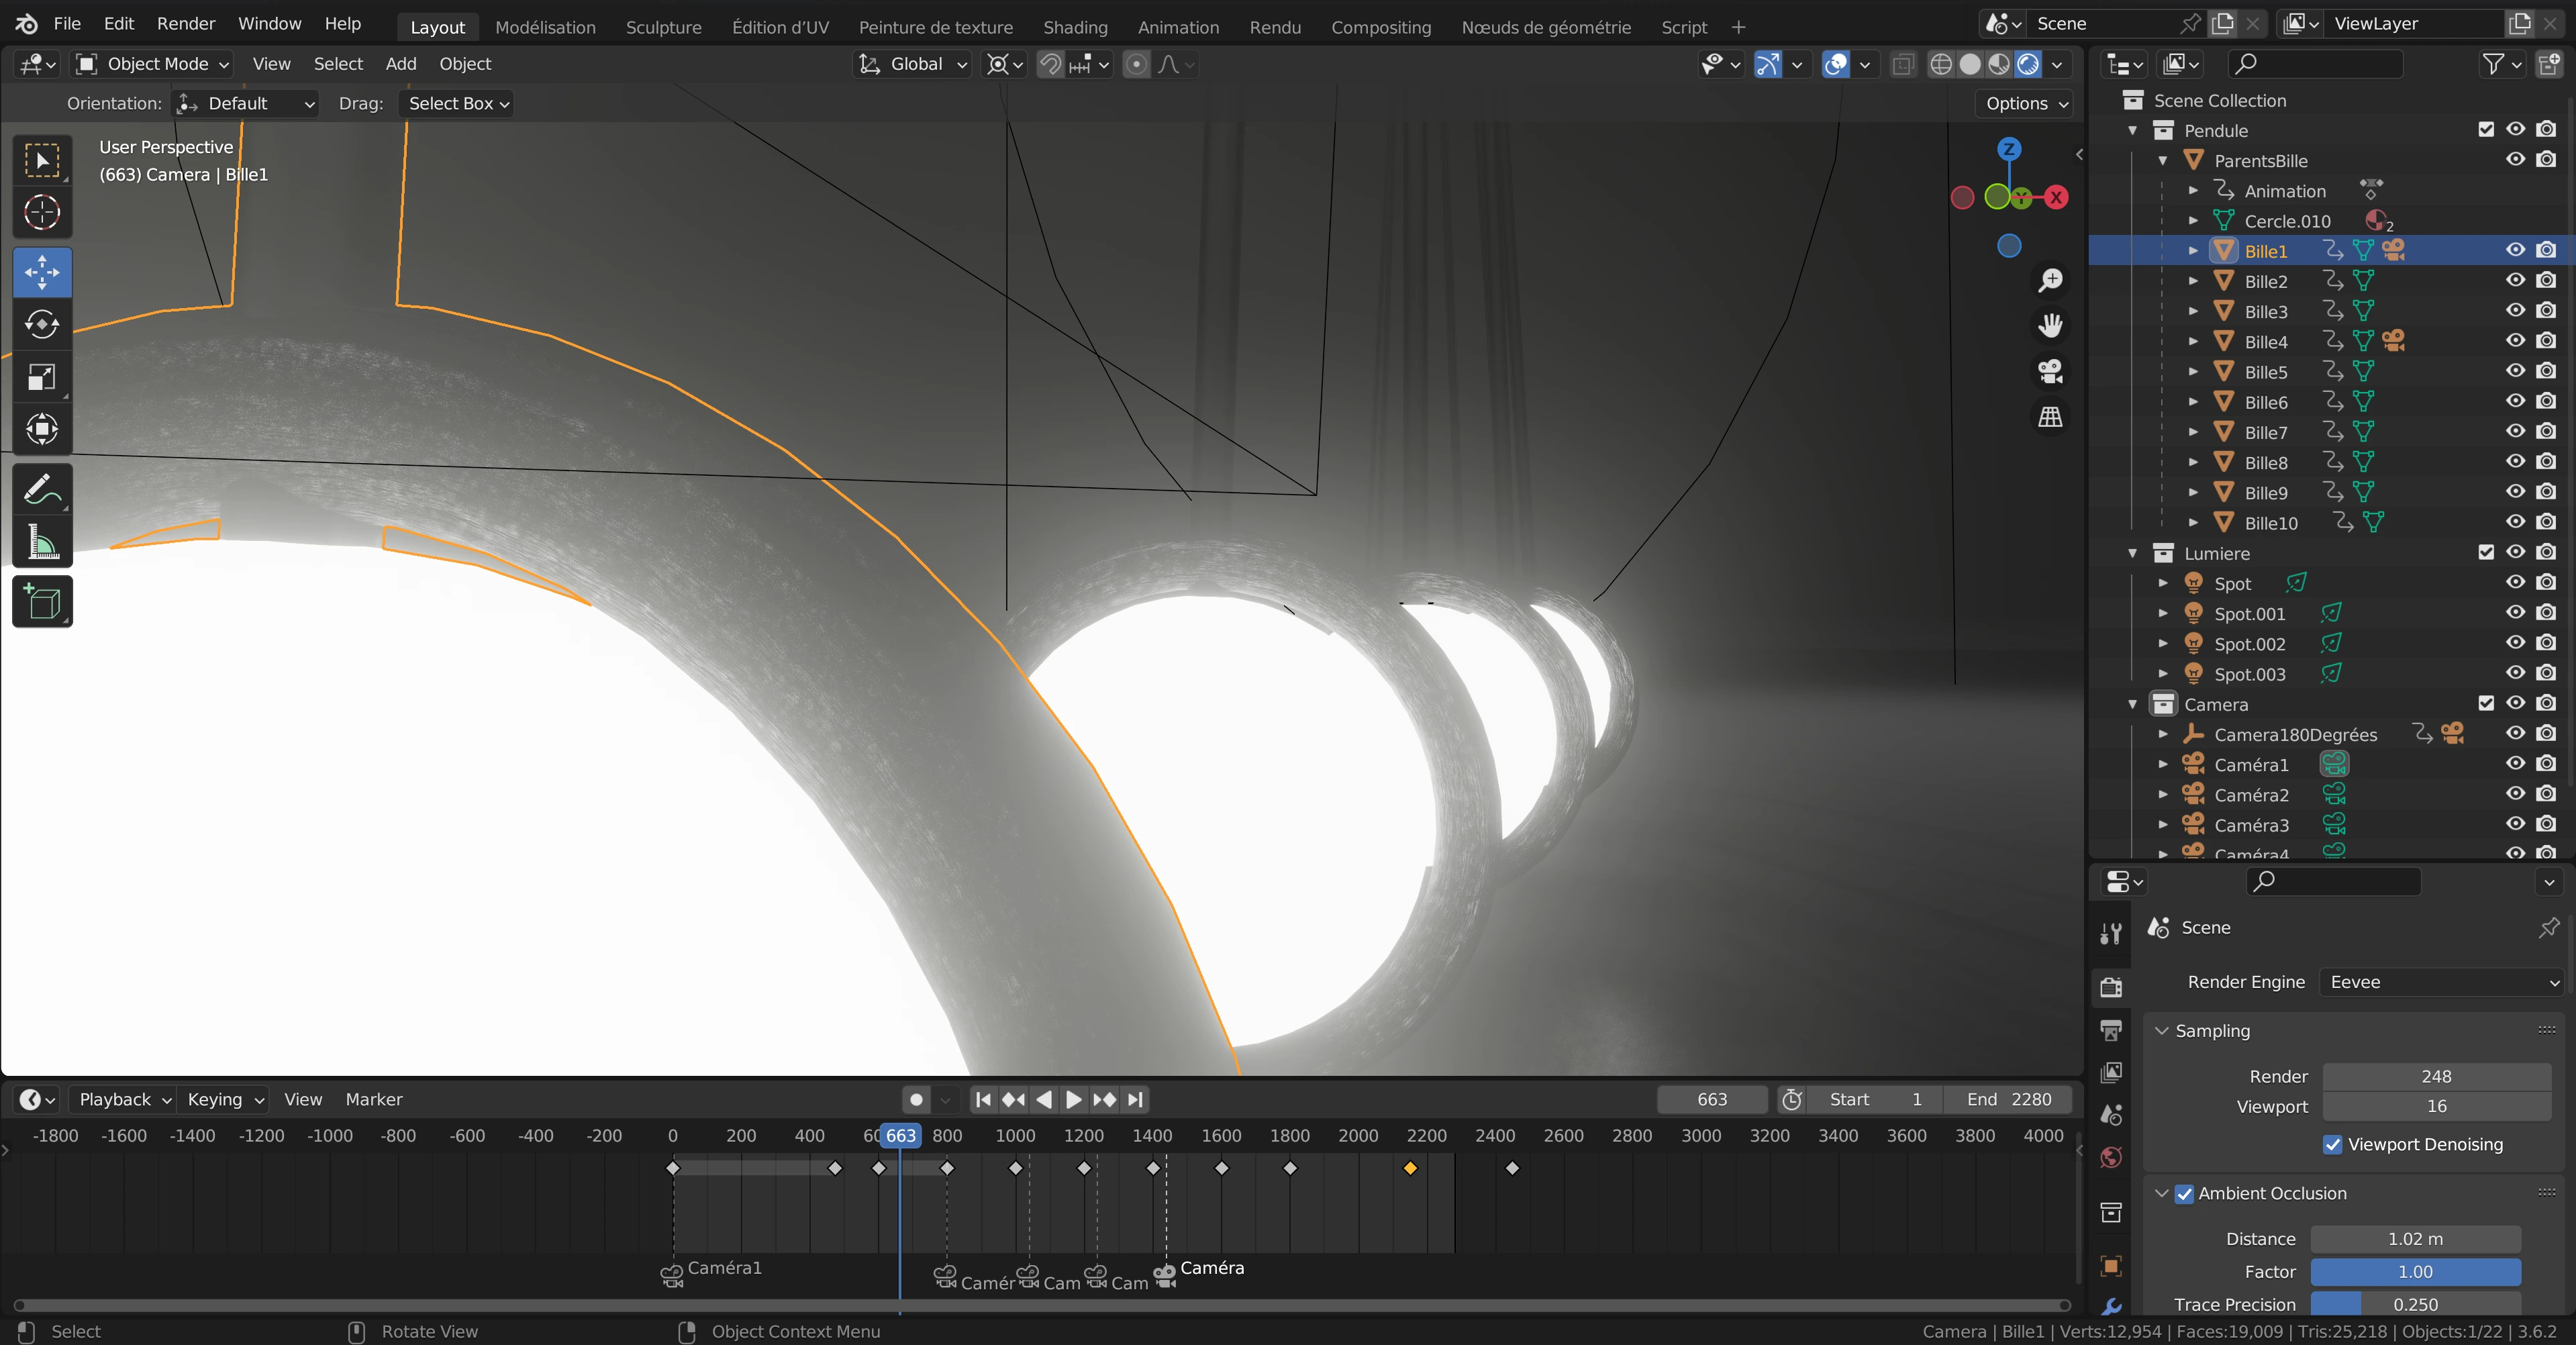 File Edit Render Window Help Layout Modélisation Sculpture Édition d'UV Peinture de texture Shading Animation Rendu Compositing Nœuds de géométrie Script + Scene ViewLayer
Object Mode View Select Add Object Global
Orientation: Default Drag: Select Box Options
User Perspective
(663) Camera | Bille1
Z
Y X
Scene Collection
Pendule
ParentsBille
Animation
Cercle.010 2
Bille1
Bille2
Bille3
Bille4
Bille5
Bille6
Bille7
Bille8
Bille9
Bille10
Lumiere
Spot
Spot.001
Spot.002
Spot.003
Camera
Camera180Degrées
Caméra1
Caméra2
Caméra3
Caméra4
Scene
Render Engine Eevee
Sampling
Render 248
Viewport 16
Viewport Denoising
Ambient Occlusion
Distance 1.02 m
Factor 1.00
Trace Precision 0.250
Playback Keying View Marker 663 Start 1 End 2280
-1800 -1600 -1400 -1200 -1000 -800 -600 -400 -200 0 200 400 60 663 800 1000 1200 1400 1600 1800 2000 2200 2400 2600 2800 3000 3200 3400 3600 3800 4000
Caméra1 Camér Cam Cam Caméra
Select Rotate View Object Context Menu Camera | Bille1 | Verts:12,954 | Faces:19,009 | Tris:25,218 | Objects:1/22 | 3.6.2